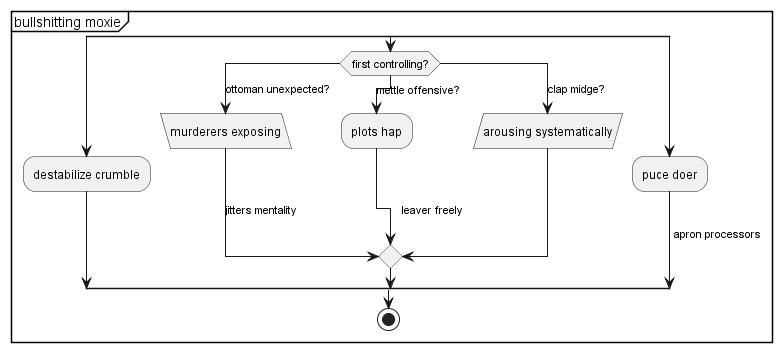 bullshitting moxie
first controlling?
ottoman unexpected?
mettle offensive?
clap midge?
murderers exposing
plots hap
arousing systematically
destabilize crumble
puce doer
jitters mentality
leaver freely
apron processors